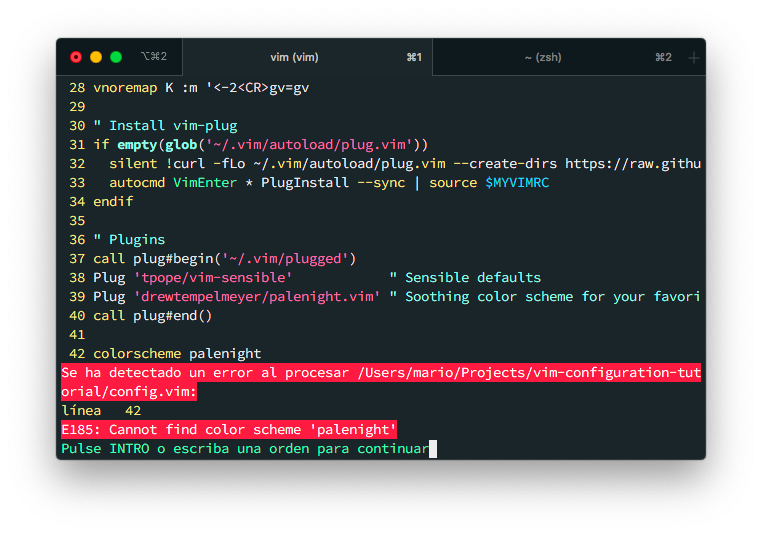 ⌥⌘2 vim (vim) ⌘1 ~ (zsh) ⌘2 +
28 vnoremap K :m '<-2<CR>gv=gv
29
30 " Install vim-plug
31 if empty(glob('~/.vim/autoload/plug.vim'))
32   silent !curl -fLo ~/.vim/autoload/plug.vim --create-dirs https://raw.githu
33   autocmd VimEnter * PlugInstall --sync | source $MYVIMRC
34 endif
35
36 " Plugins
37 call plug#begin('~/.vim/plugged')
38 Plug 'tpope/vim-sensible'            " Sensible defaults
39 Plug 'drewtempelmeyer/palenight.vim' " Soothing color scheme for your favori
40 call plug#end()
41
42 colorscheme palenight
Se ha detectado un error al procesar /Users/mario/Projects/vim-configuration-tut
orial/config.vim:
línea   42
E185: Cannot find color scheme 'palenight'
Pulse INTRO o escriba una orden para continuar